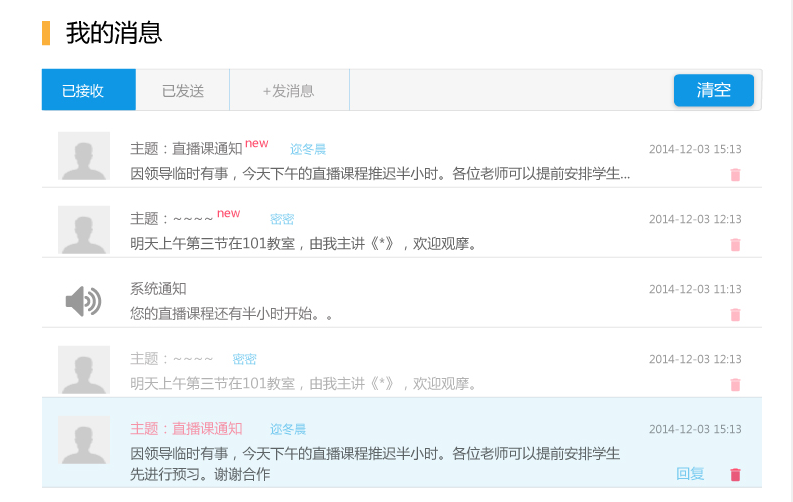 我的消息
已接收 已发送 +发消息 清空
主题：直播课通知 new 迩冬晨 2014-12-03 15:13
因领导临时有事，今天下午的直播课程推迟半小时。各位老师可以提前安排学生...
主题：~~~~ new 密密 2014-12-03 12:13
明天上午第三节在101教室，由我主讲《*》，欢迎观摩。
系统通知 2014-12-03 11:13
您的直播课程还有半小时开始。。
主题：~~~~ 密密 2014-12-03 12:13
明天上午第三节在101教室，由我主讲《*》，欢迎观摩。
主题：直播课通知 迩冬晨 2014-12-03 15:13
因领导临时有事，今天下午的直播课程推迟半小时。各位老师可以提前安排学生
先进行预习。谢谢合作
回复